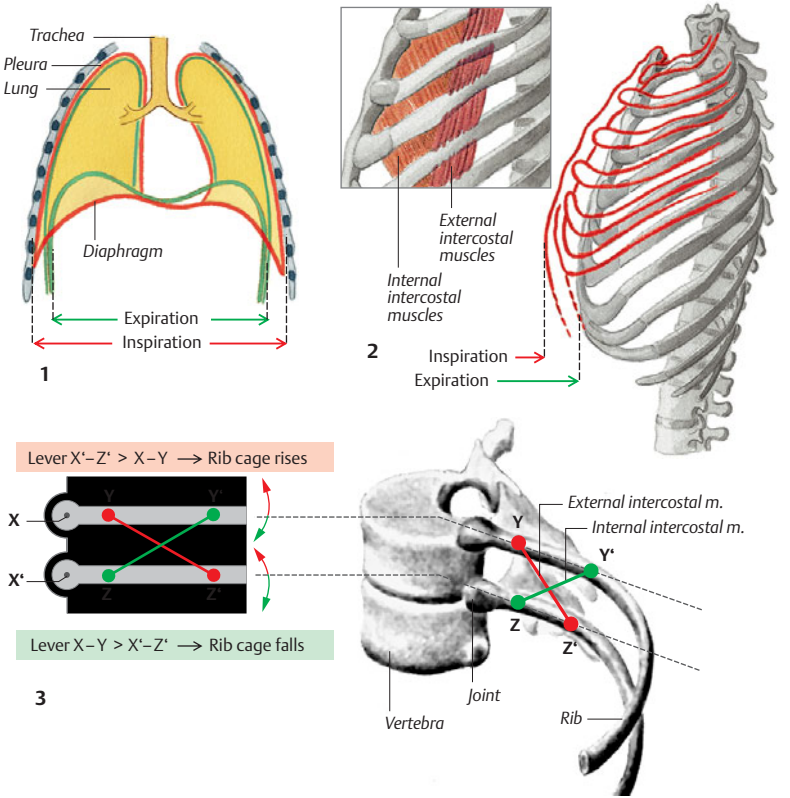 Trachea
Pleura
Lung
Diaphragm
Expiration
Inspiration
1
External
intercostal
muscles
Internal
intercostal
muscles
2
Inspiration
Expiration
Lever X‘–Z‘ > X–Y → Rib cage rises
Y Y‘
X
X‘
Z Z‘
Lever X–Y > X‘–Z‘ → Rib cage falls
3
External intercostal m.
Internal intercostal m.
Y
Y‘
Z
Z‘
Joint
Vertebra
Rib